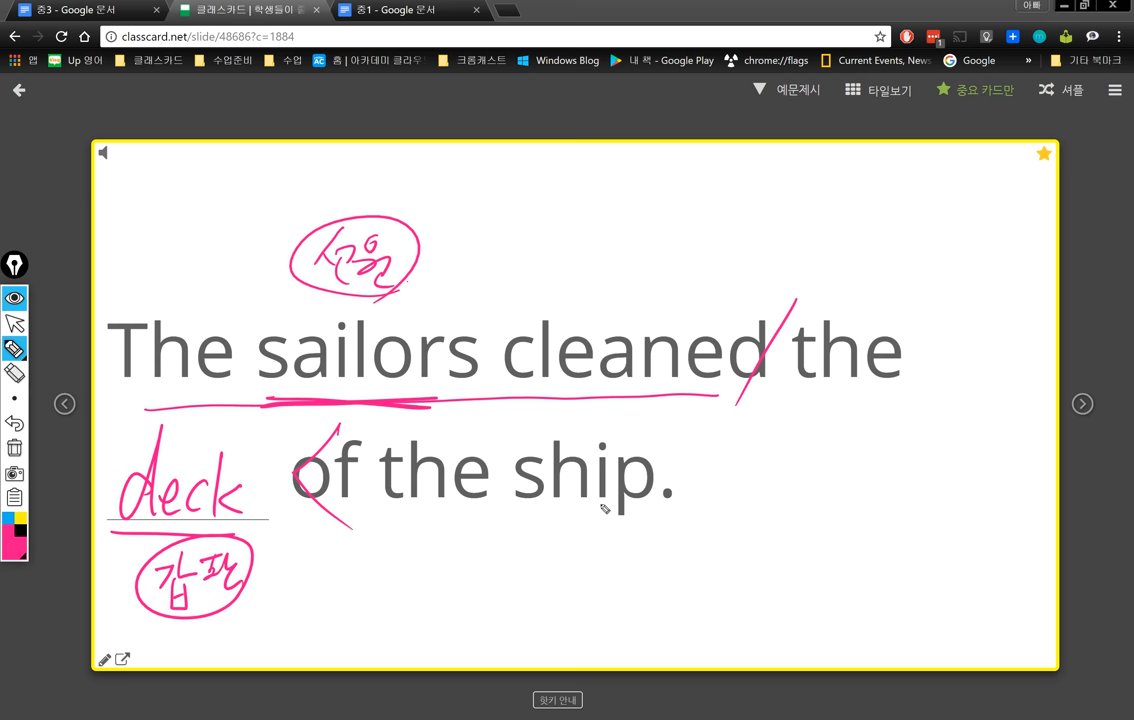 중3 - Google 문서
클래스카드 | 학생들이 좋
중1 - Google 문서
아빠
classcard.net/slide/48686?c=1884
앱 Up 영어 클래스카드 수업준비 수업 홈 | 아카데미 클라우 크롬캐스트 Windows Blog 내 책 - Google Play chrome://flags Current Events, News Google » 기타 북마크
예문제시 타일보기 중요 카드만 셔플
선원
The sailors cleaned the
deck of the ship.
갑판
핫키 안내